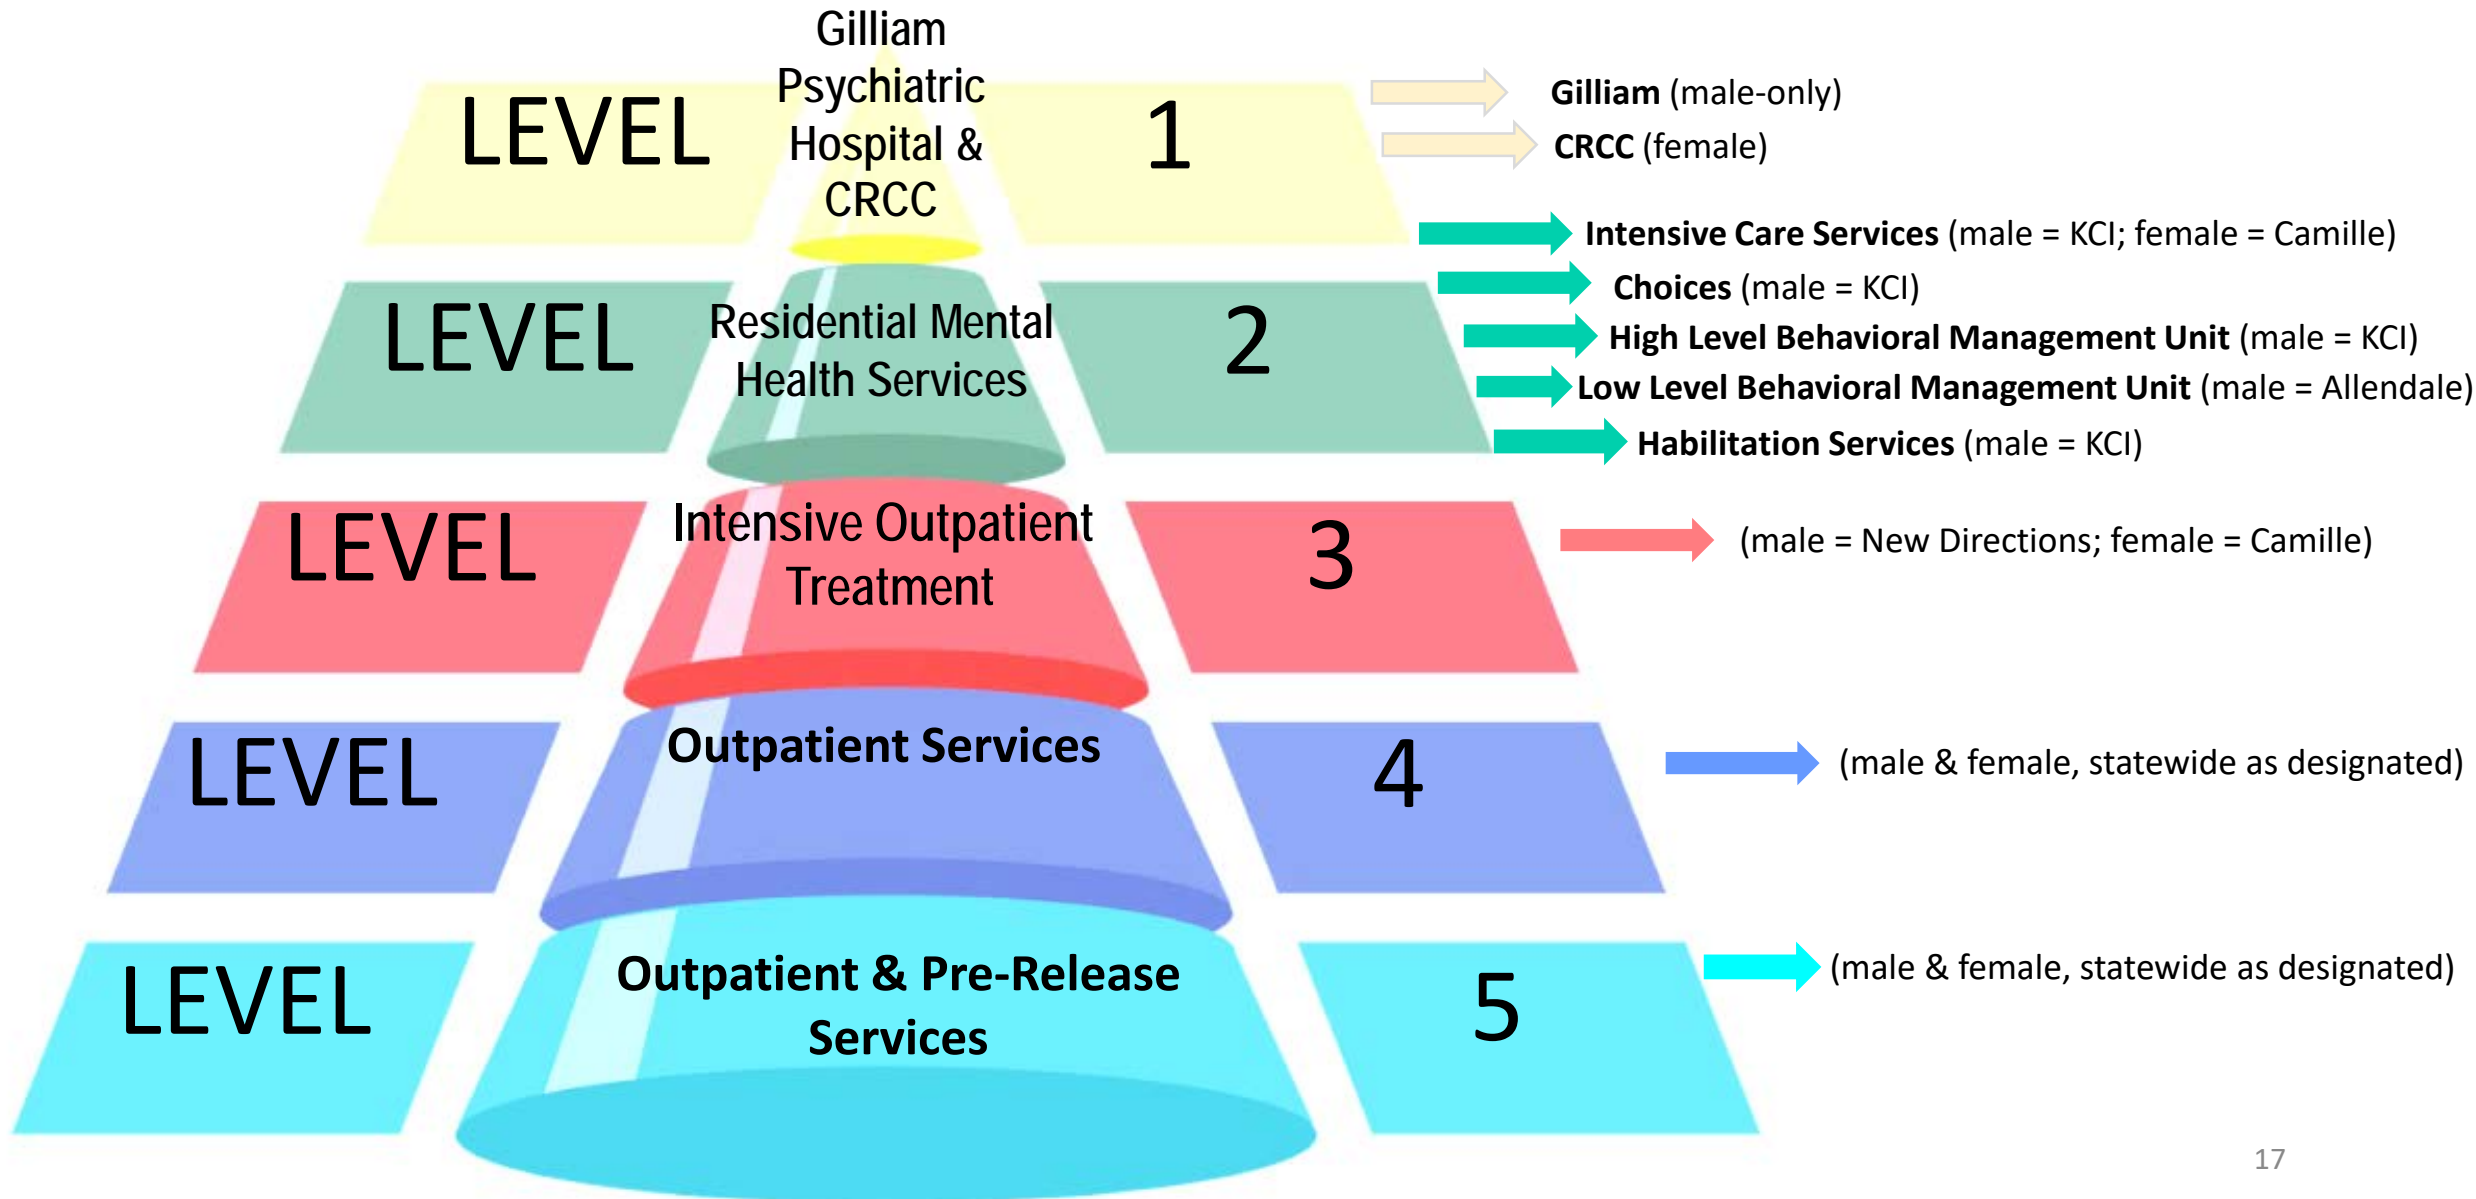 Gilliam
Psychiatric
Hospital &
CRCC
LEVEL
1
Gilliam (male-only)
CRCC (female)
LEVEL
Residential Mental
Health Services
2
Intensive Care Services (male = KCI; female = Camille)
Choices (male = KCI)
High Level Behavioral Management Unit (male = KCI)
Low Level Behavioral Management Unit (male = Allendale)
Habilitation Services (male = KCI)
LEVEL
Intensive Outpatient
Treatment
3
(male = New Directions; female = Camille)
LEVEL
Outpatient Services
4
(male & female, statewide as designated)
LEVEL
Outpatient & Pre-Release
Services
5
(male & female, statewide as designated)
17